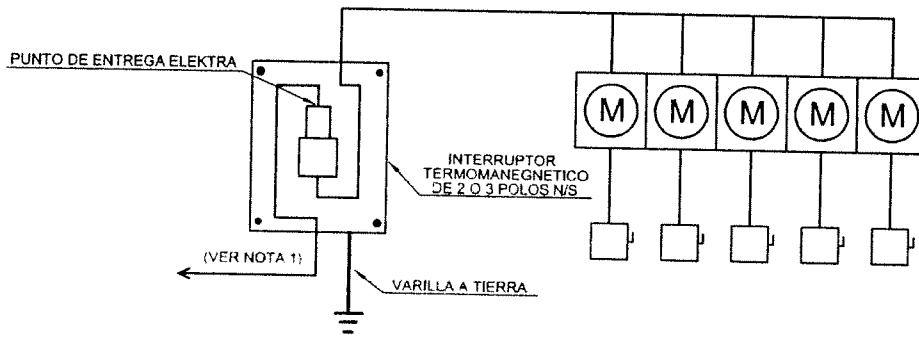 PUNTO DE ENTREGA ELEKTRA
M M M M M
INTERRUPTOR
TERMOMANEGNETICO
DE 2 O 3 POLOS N/S
(VER NOTA 1)
VARILLA A TIERRA